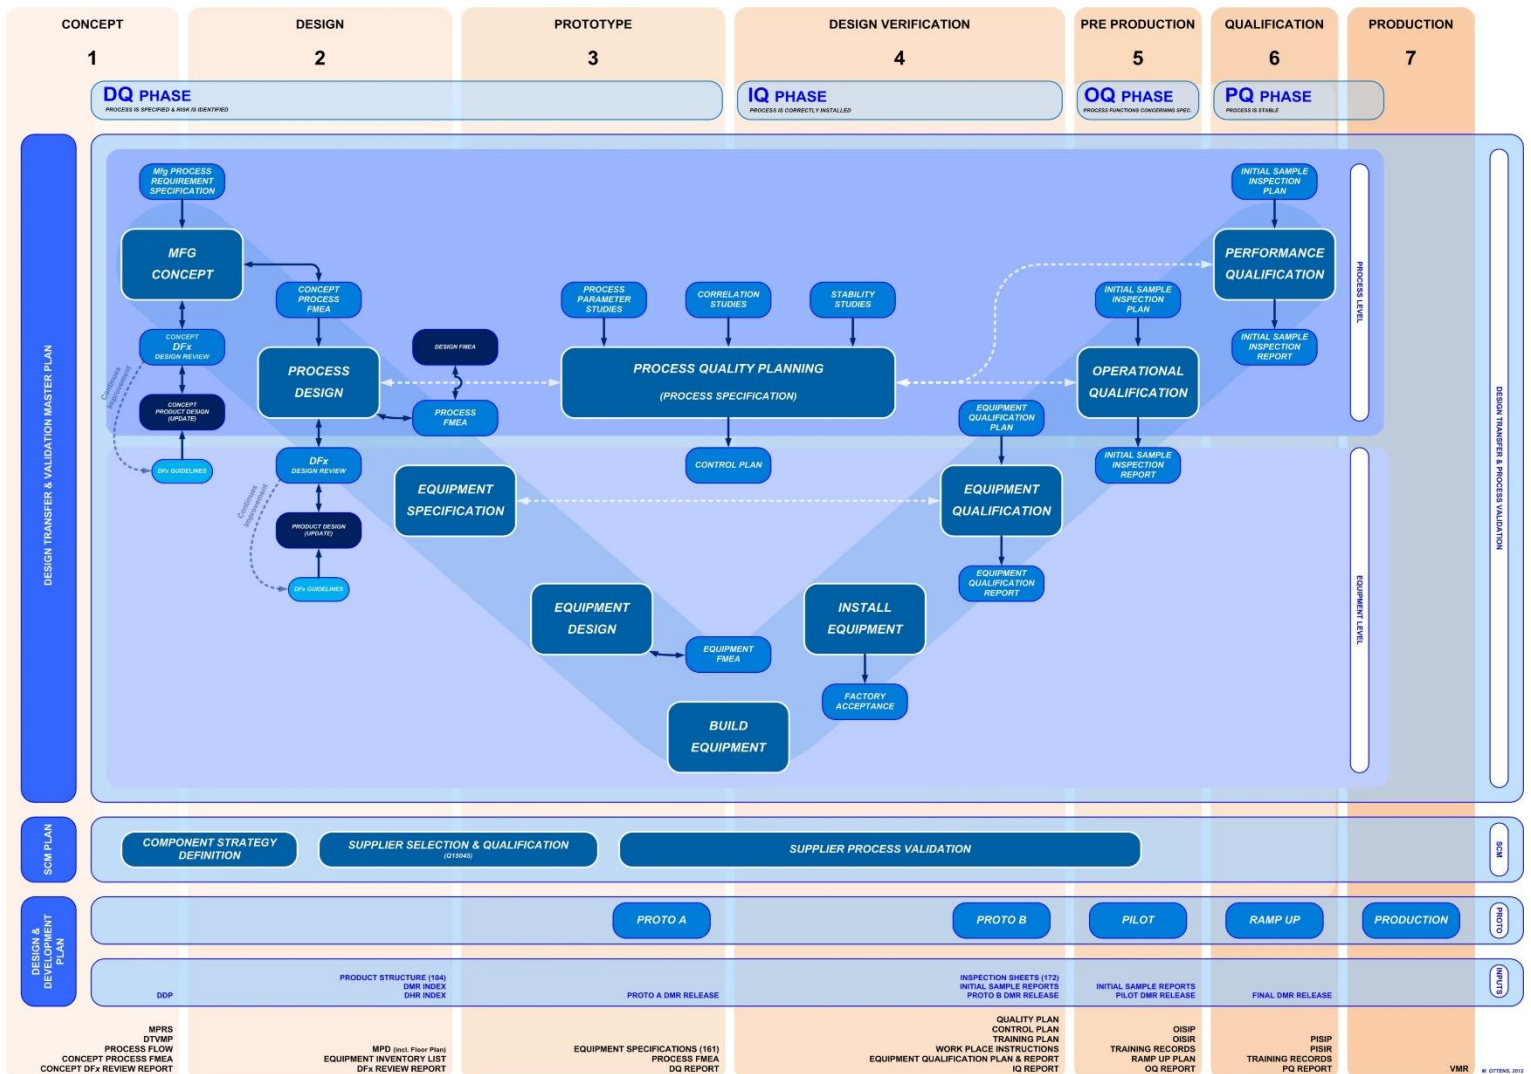 CONCEPT
DESIGN
PROTOTYPE
DESIGN VERIFICATION
PRE PRODUCTION
QUALIFICATION
PRODUCTION
1
2
3
4
5
6
7
DQ PHASE
PROCESS IS SPECIFIED & RISK IS IDENTIFIED
IQ PHASE
PROCESS IS CORRECTLY INSTALLED
OQ PHASE
PROCESS FUNCTIONS CONCERNING SPEC.
PQ PHASE
PROCESS IS STABLE
DESIGN TRANSFER & VALIDATION MASTER PLAN
Mfg PROCESS
REQUIREMENT
SPECIFICATION
MFG
CONCEPT
CONCEPT
DFx
DESIGN REVIEW
CONCEPT
PRODUCT DESIGN
(UPDATE)
DFx GUIDELINES
Continues
Improvement
CONCEPT
PROCESS
FMEA
PROCESS
DESIGN
DESIGN FMEA
PROCESS
FMEA
DFx
DESIGN REVIEW
PRODUCT DESIGN
(UPDATE)
DFx GUIDELINES
Continues
Improvement
PROCESS
PARAMETER
STUDIES
CORRELATION
STUDIES
STABILITY
STUDIES
PROCESS QUALITY PLANNING
(PROCESS SPECIFICATION)
CONTROL PLAN
EQUIPMENT
SPECIFICATION
EQUIPMENT
DESIGN
EQUIPMENT
FMEA
BUILD
EQUIPMENT
INSTALL
EQUIPMENT
FACTORY
ACCEPTANCE
EQUIPMENT
QUALIFICATION
PLAN
EQUIPMENT
QUALIFICATION
EQUIPMENT
QUALIFICATION
REPORT
INITIAL SAMPLE
INSPECTION
PLAN
OPERATIONAL
QUALIFICATION
INITIAL SAMPLE
INSPECTION
REPORT
INITIAL SAMPLE
INSPECTION
PLAN
PERFORMANCE
QUALIFICATION
INITIAL SAMPLE
INSPECTION
REPORT
PROCESS LEVEL
EQUIPMENT LEVEL
DESIGN TRANSFER & PROCESS VALIDATION
SCM PLAN
COMPONENT STRATEGY
DEFINITION
SUPPLIER SELECTION & QUALIFICATION
(Q15045)
SUPPLIER PROCESS VALIDATION
SCM
DESIGN &
DEVELOPMENT
PLAN
PROTO A
PROTO B
PILOT
RAMP UP
PRODUCTION
PROTO
DDP
PRODUCT STRUCTURE (104)
DMR INDEX
DHR INDEX
PROTO A DMR RELEASE
INSPECTION SHEETS (172)
INITIAL SAMPLE REPORTS
PROTO B DMR RELEASE
INITIAL SAMPLE REPORTS
PILOT DMR RELEASE
FINAL DMR RELEASE
INPUTS
MPRS
DTVMP
PROCESS FLOW
CONCEPT PROCESS FMEA
CONCEPT DFx REVIEW REPORT
MPD (incl. Floor Plan)
EQUIPMENT INVENTORY LIST
DFx REVIEW REPORT
EQUIPMENT SPECIFICATIONS (161)
PROCESS FMEA
DQ REPORT
QUALITY PLAN
CONTROL PLAN
TRAINING PLAN
WORK PLACE INSTRUCTIONS
EQUIPMENT QUALIFICATION PLAN & REPORT
IQ REPORT
OISIP
OISIR
TRAINING RECORDS
RAMP UP PLAN
OQ REPORT
PISIP
PISIR
TRAINING RECORDS
PQ REPORT
VMR
M. OTTENS, 2012